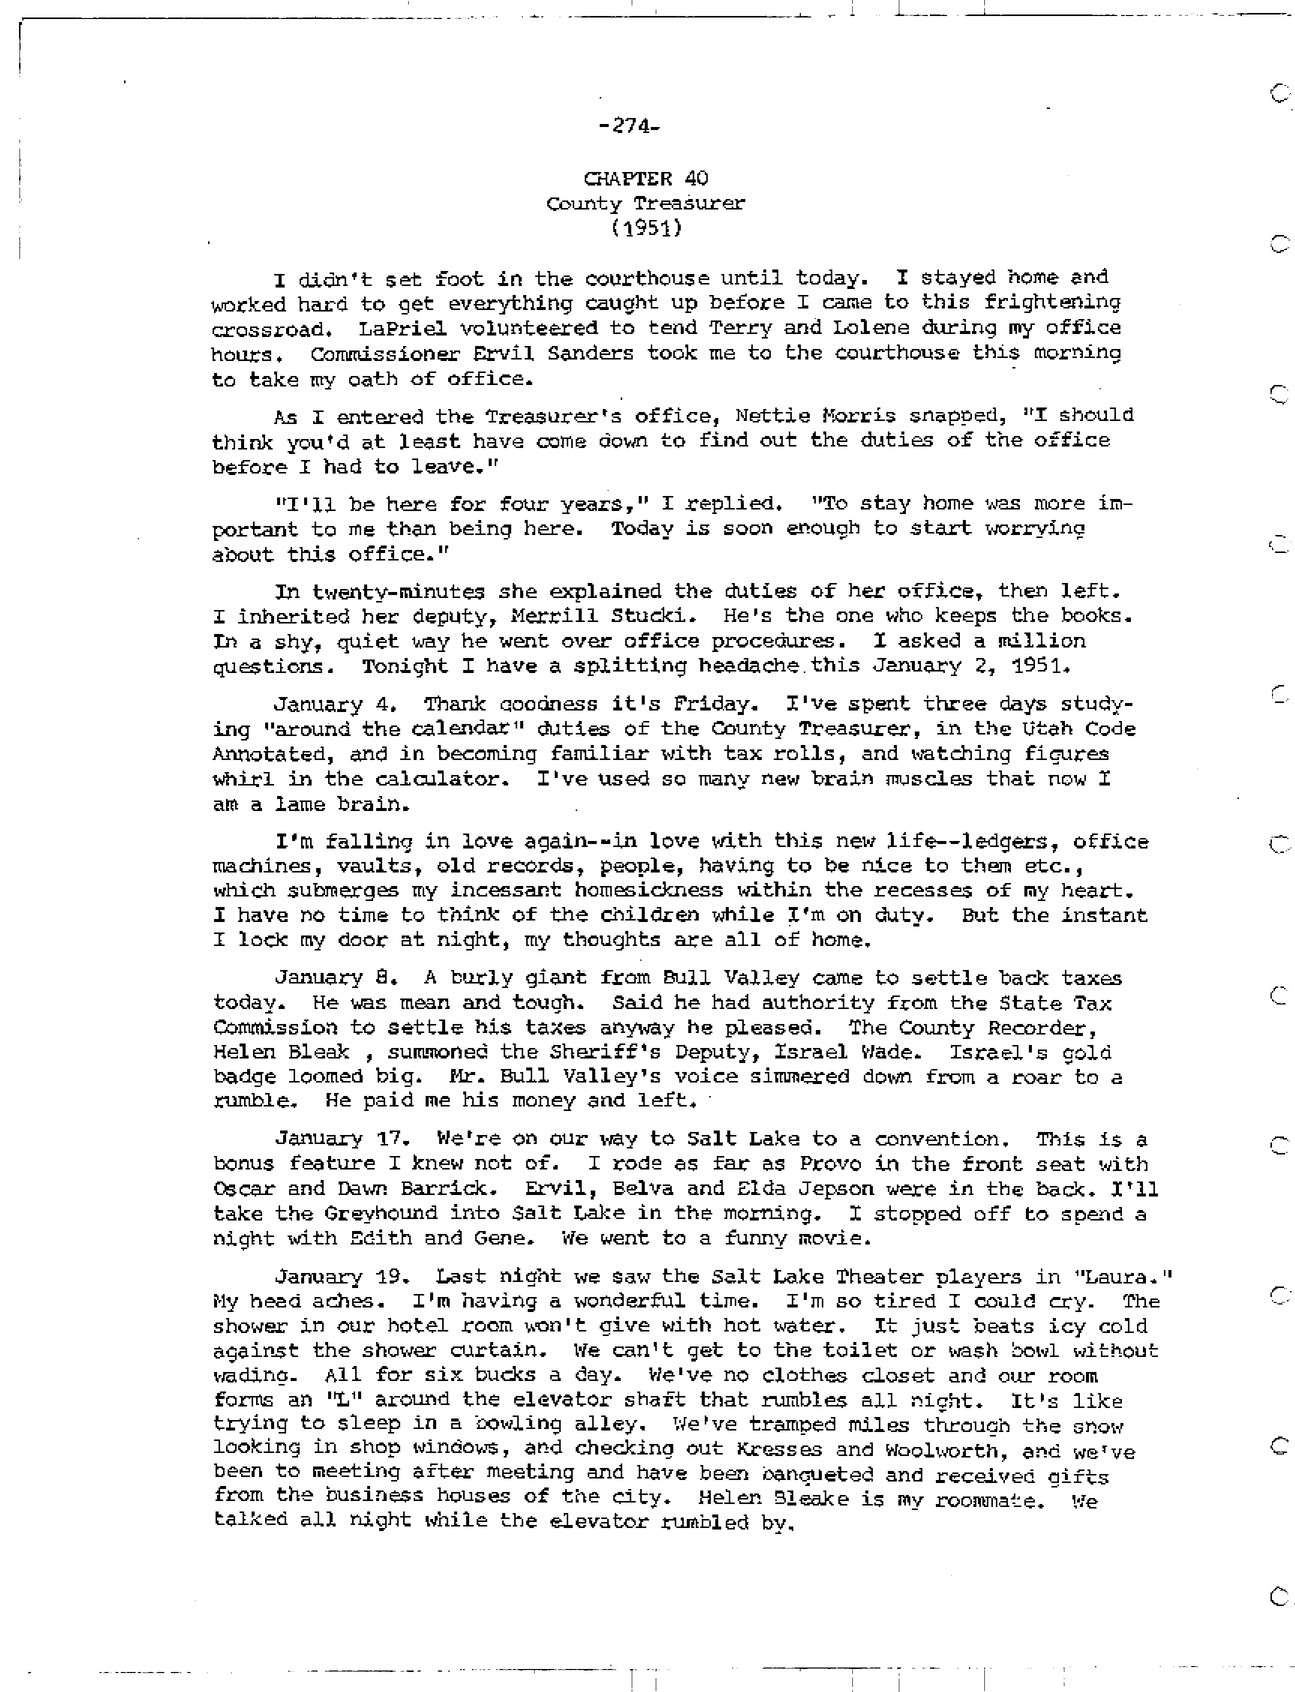 -274-
CHAPTER 40
County Treasurer
(1951)
I didn't set foot in the courthouse until today. I stayed home and
worked hard to get everything caught up before I came to this frightening
crossroad. LaPriel volunteered to tend Terry and Lolene during my office
hours. Commissioner Ervil Sanders took me to the courthouse this morning
to take my oath of office.
As I entered the Treasurer's office, Nettie Morris snapped, "I should
think you'd at least have come down to find out the duties of the office
before I had to leave."
"I'll be here for four years," I replied. "To stay home was more im-
portant to me than being here. Today is soon enough to start worrying
about this office."
In twenty-minutes she explained the duties of her office, then left.
I inherited her deputy, Merrill Stucki. He's the one who keeps the books.
In a shy, quiet way he went over office procedures. I asked a million
questions. Tonight I have a splitting headache this January 2, 1951.
January 4. Thank goodness it's Friday. I've spent three days study-
ing "around the calendar" duties of the County Treasurer, in the Utah Code
Annotated, and in becoming familiar with tax rolls, and watching figures
whirl in the calculator. I've used so many new brain muscles that now I
am a lame brain.
I'm falling in love again--in love with this new life--ledgers, office
machines, vaults, old records, people, having to be nice to them etc.,
which submerges my incessant homesickness within the recesses of my heart.
I have no time to think of the children while I'm on duty. But the instant
I lock my door at night, my thoughts are all of home.
January 8. A burly giant from Bull Valley came to settle back taxes
today. He was mean and tough. Said he had authority from the State Tax
Commission to settle his taxes anyway he pleased. The County Recorder,
Helen Bleak , summoned the Sheriff's Deputy, Israel Wade. Israel's gold
badge loomed big. Mr. Bull Valley's voice simmered down from a roar to a
rumble. He paid me his money and left.
January 17. We're on our way to Salt Lake to a convention. This is a
bonus feature I knew not of. I rode as far as Provo in the front seat with
Oscar and Dawn Barrick. Ervil, Belva and Elda Jepson were in the back. I'll
take the Greyhound into Salt Lake in the morning. I stopped off to spend a
night with Edith and Gene. We went to a funny movie.
January 19. Last night we saw the Salt Lake Theater players in "Laura."
My head aches. I'm having a wonderful time. I'm so tired I could cry. The
shower in our hotel room won't give with hot water. It just beats icy cold
against the shower curtain. We can't get to the toilet or wash bowl without
wading. All for six bucks a day. We've no clothes closet and our room
forms an "L" around the elevator shaft that rumbles all night. It's like
trying to sleep in a bowling alley. We've tramped miles through the snow
looking in shop windows, and checking out Kresses and Woolworth, and we've
been to meeting after meeting and have been banqueted and received gifts
from the business houses of the city. Helen Bleake is my roommate. We
talked all night while the elevator rumbled by.